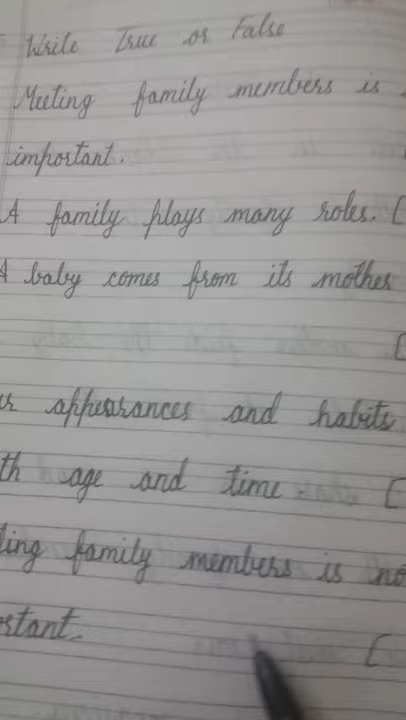 Write True or False
Meeting family members is
important.
A family plays many roles. [
A baby comes from its mother
[
appearances and habits
age and time [
family members is
[